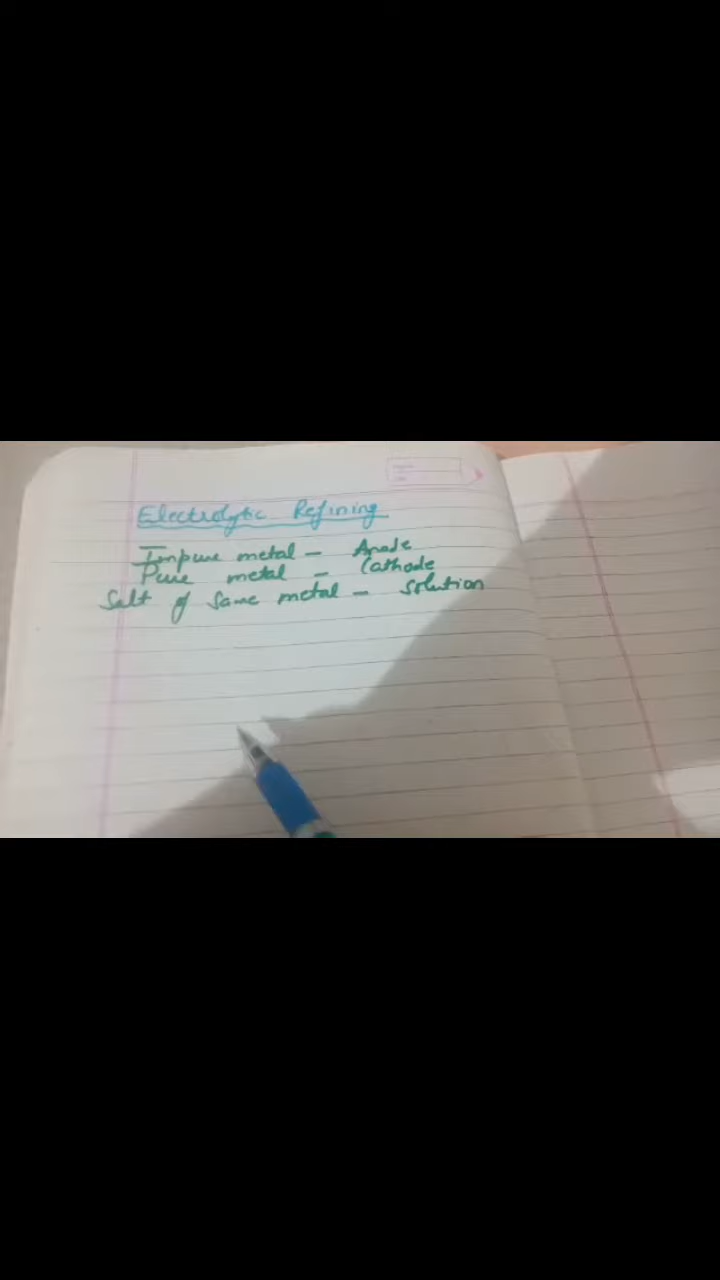 Electrolytic Refining
Impure metal - Anode
Pure metal - Cathode
Salt of Same metal - Solution